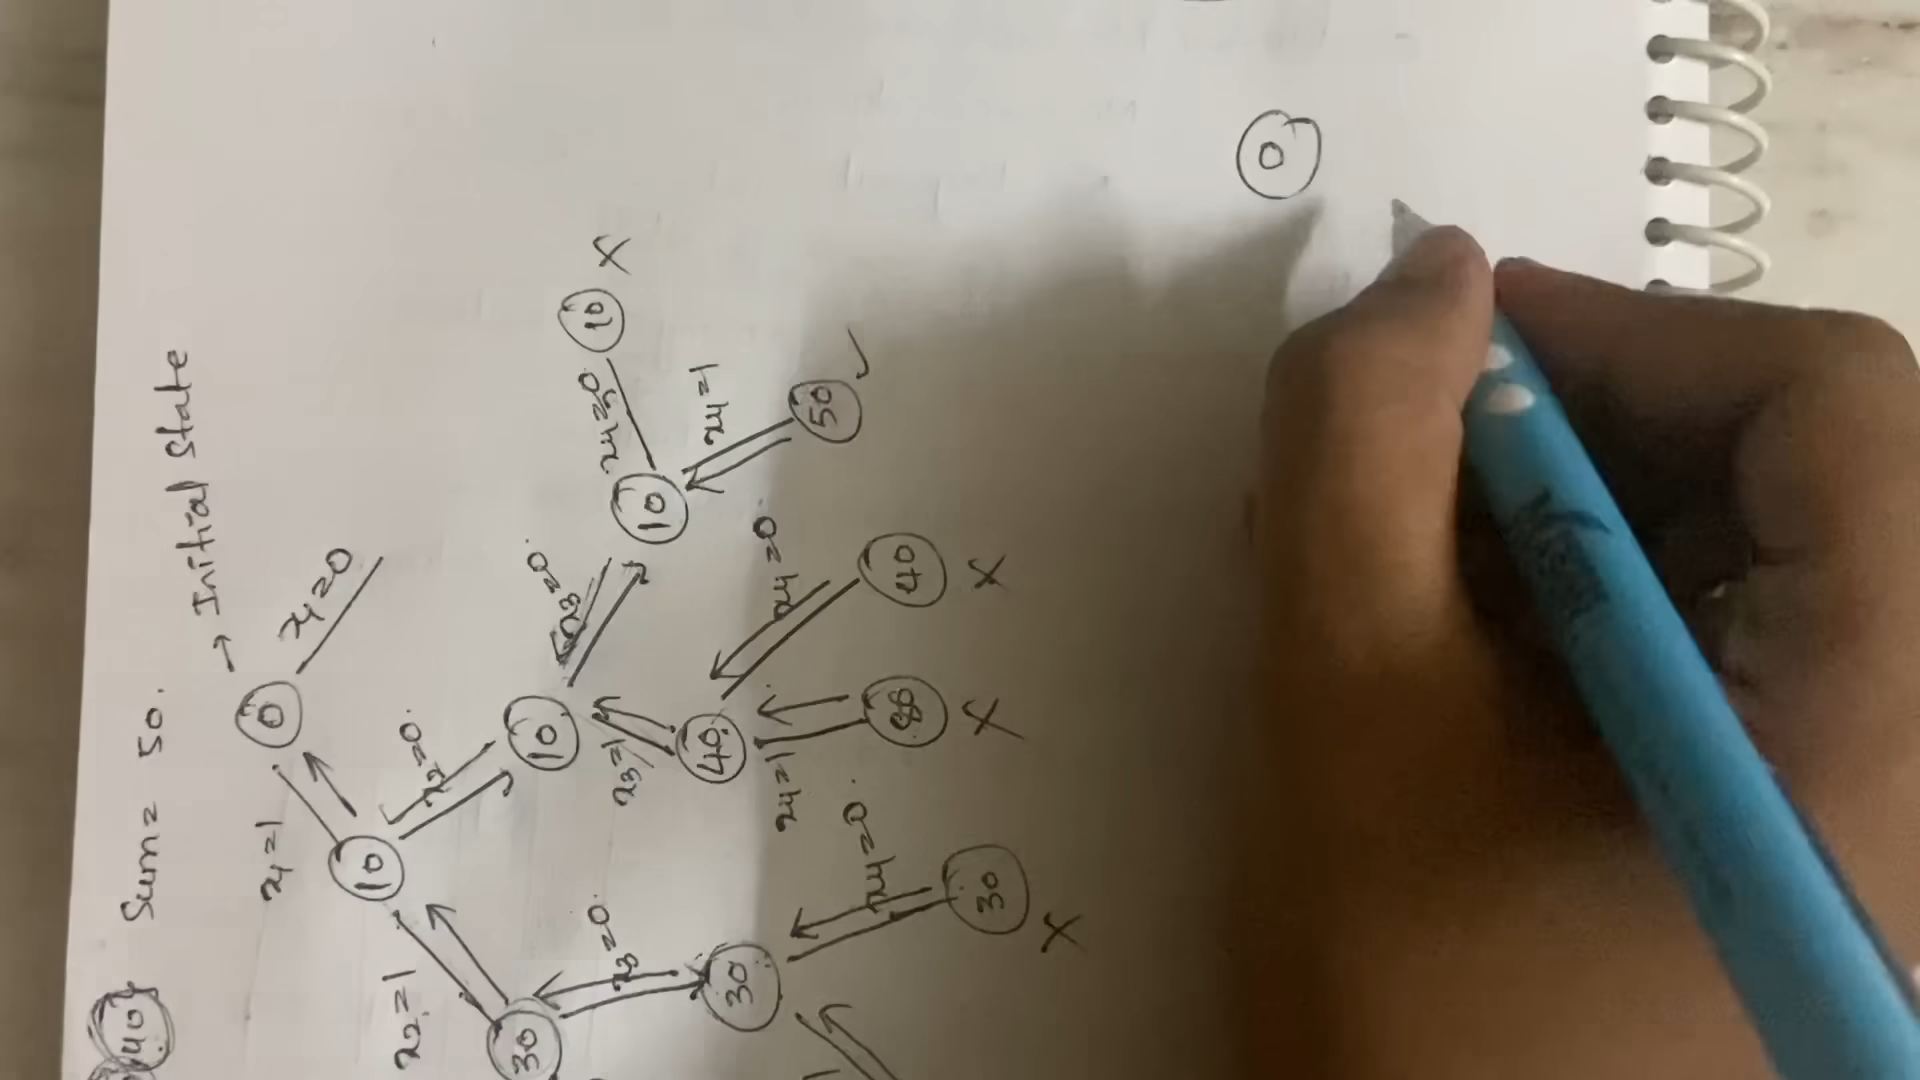 40} Sum= 50.
→ Initial State
0
x1=1
x1=0
10
x2=1
x2=0.
30
10
x3=0.
x3=1
x3=0.
30
40
10
x4=0.
x4=1
x4=0.
x4=1
x4=0.
30 X
80 X
40 X
50 ✓
10 X
0